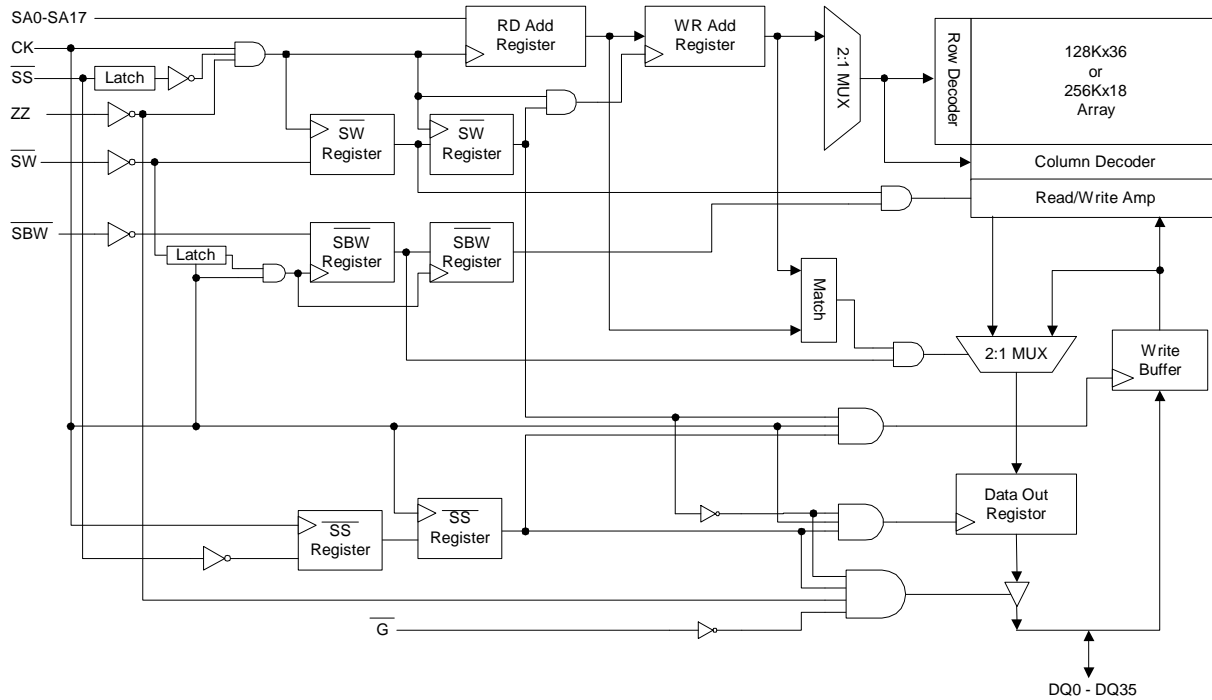 SA0-SA17
RD Add
Register
WR Add
Register
2:1 MUX
Row Decoder
128Kx36
or
256Kx18
Array
CK
SS
Latch
ZZ
SW
SW
Register
SW
Register
Column Decoder
Read/Write Amp
SBW
Latch
SBW
Register
SBW
Register
Match
2:1 MUX
Write
Buffer
Data Out
Registor
SS
Register
SS
Register
G
DQ0 - DQ35